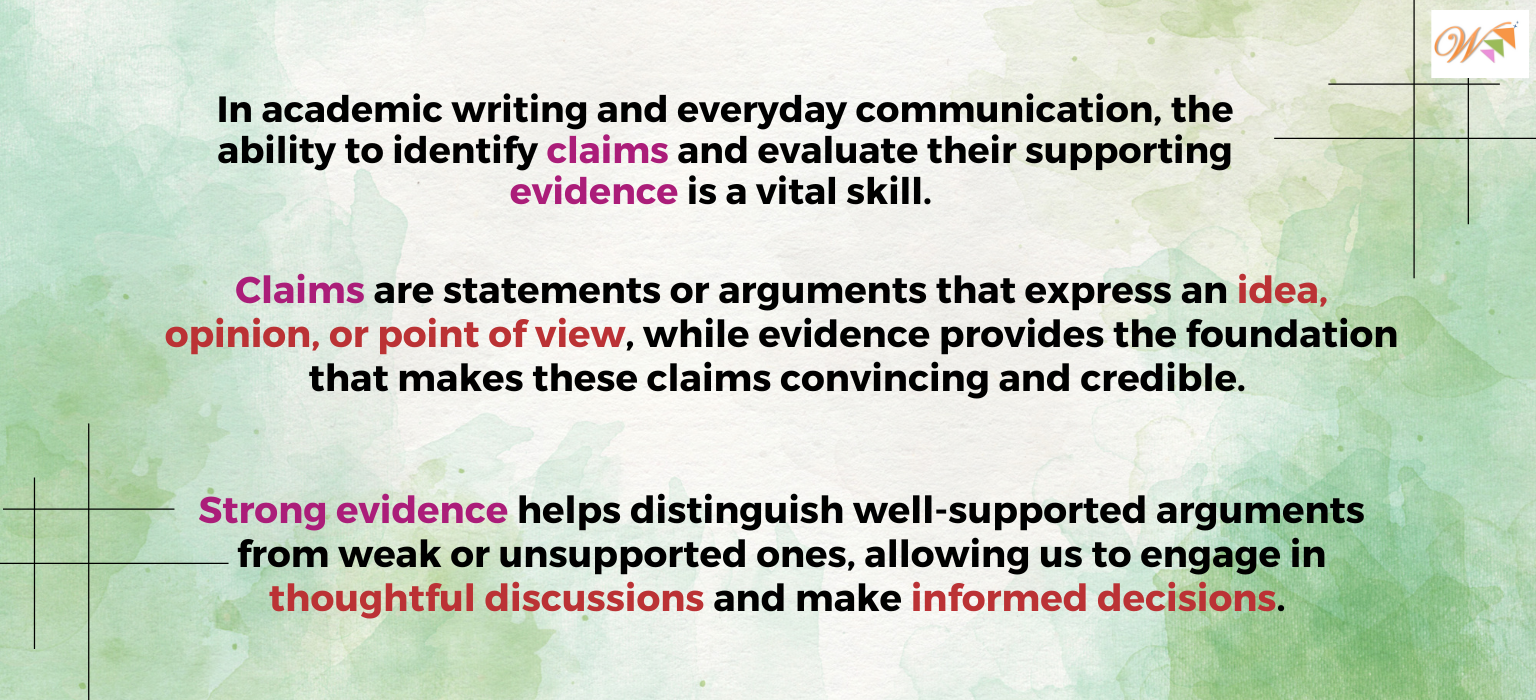 W
In academic writing and everyday communication, the
ability to identify claims and evaluate their supporting
evidence is a vital skill.
Claims are statements or arguments that express an idea,
opinion, or point of view, while evidence provides the foundation
that makes these claims convincing and credible.
Strong evidence helps distinguish well-supported arguments
from weak or unsupported ones, allowing us to engage in
thoughtful discussions and make informed decisions.